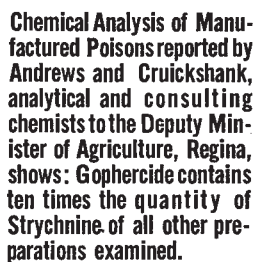 Chemical Analysis of Manu-
factured Poisons reported by
Andrews and Cruickshank,
analytical and consulting
chemists to the Deputy Min-
ister of Agriculture, Regina,
shows: Gophercide contains
ten times the quantity of
Strychnine of all other pre-
parations examined.